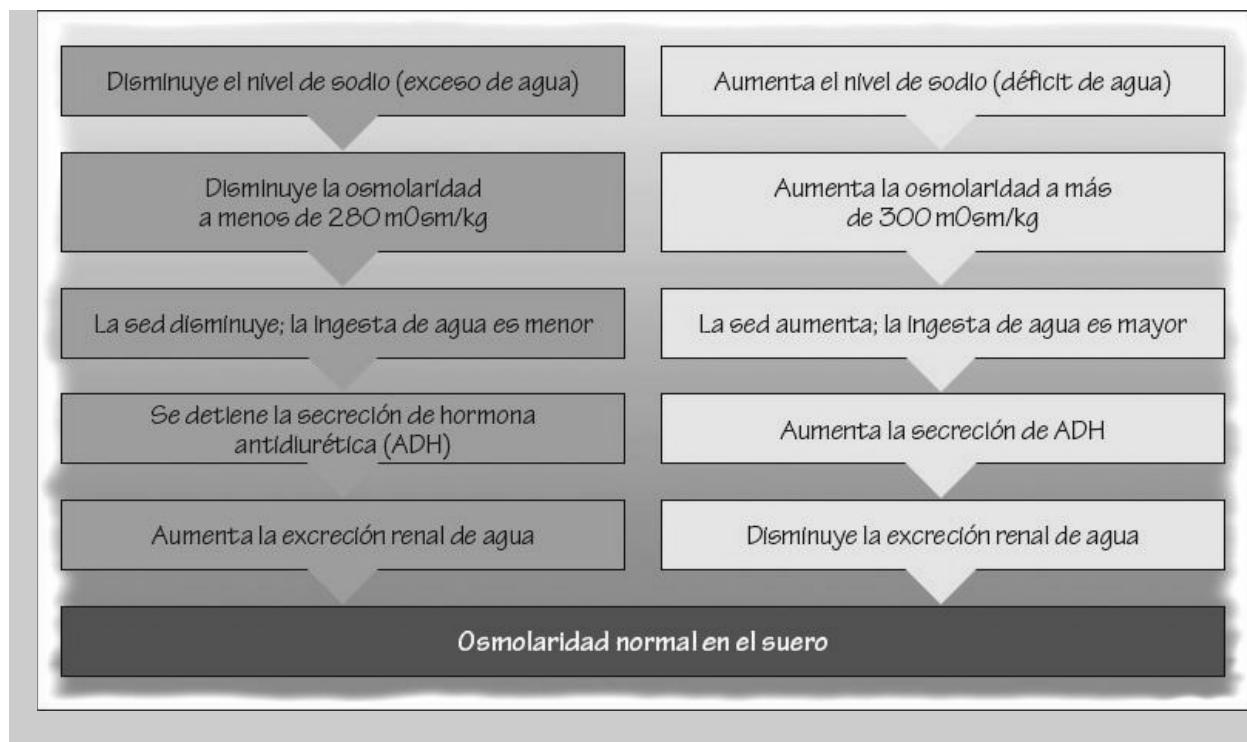 Disminuye el nivel de sodio (exceso de agua)
Disminuye la osmolaridad
a menos de 280 mOsm/kg
La sed disminuye; la ingesta de agua es menor
Se detiene la secreción de hormona
antidiurética (ADH)
Aumenta la excreción renal de agua
Aumenta el nivel de sodio (déficit de agua)
Aumenta la osmolaridad a más
de 300 mOsm/kg
La sed aumenta; la ingesta de agua es mayor
Aumenta la secreción de ADH
Disminuye la excreción renal de agua
Osmolaridad normal en el suero